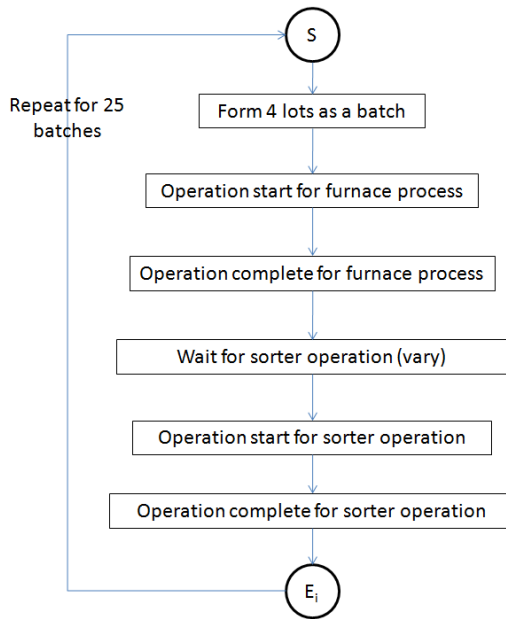 S
Repeat for 25
batches
Form 4 lots as a batch
Operation start for furnace process
Operation complete for furnace process
Wait for sorter operation (vary)
Operation start for sorter operation
Operation complete for sorter operation
Ei